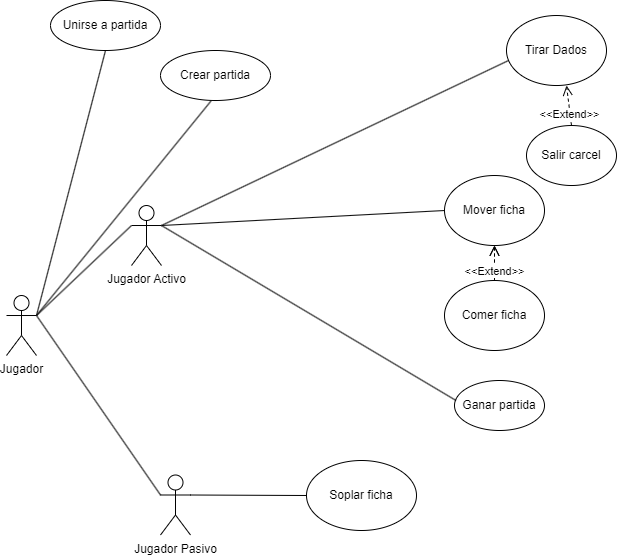 Unirse a partida
Crear partida
Tirar Dados
<<Extend>>
Salir carcel
Mover ficha
Jugador Activo
<<Extend>>
Comer ficha
Jugador
Ganar partida
Soplar ficha
Jugador Pasivo